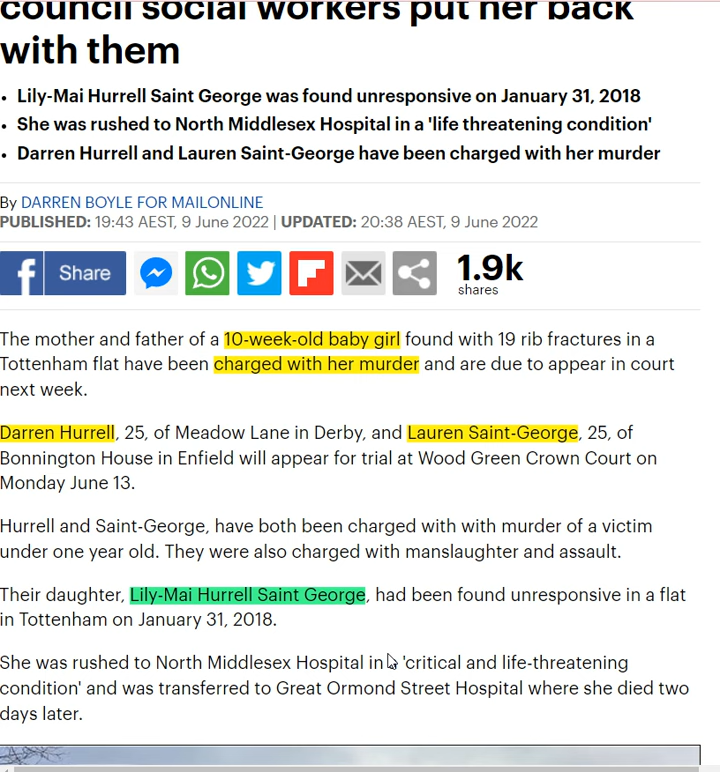 council social workers put her back
with them
• Lily-Mai Hurrell Saint George was found unresponsive on January 31, 2018
• She was rushed to North Middlesex Hospital in a 'life threatening condition'
• Darren Hurrell and Lauren Saint-George have been charged with her murder
By DARREN BOYLE FOR MAILONLINE
PUBLISHED: 19:43 AEST, 9 June 2022 | UPDATED: 20:38 AEST, 9 June 2022
f Share
1.9k
shares
The mother and father of a 10-week-old baby girl found with 19 rib fractures in a
Tottenham flat have been charged with her murder and are due to appear in court
next week.
Darren Hurrell, 25, of Meadow Lane in Derby, and Lauren Saint-George, 25, of
Bonnington House in Enfield will appear for trial at Wood Green Crown Court on
Monday June 13.
Hurrell and Saint-George, have both been charged with with murder of a victim
under one year old. They were also charged with manslaughter and assault.
Their daughter, Lily-Mai Hurrell Saint George, had been found unresponsive in a flat
in Tottenham on January 31, 2018.
She was rushed to North Middlesex Hospital in 'critical and life-threatening
condition' and was transferred to Great Ormond Street Hospital where she died two
days later.